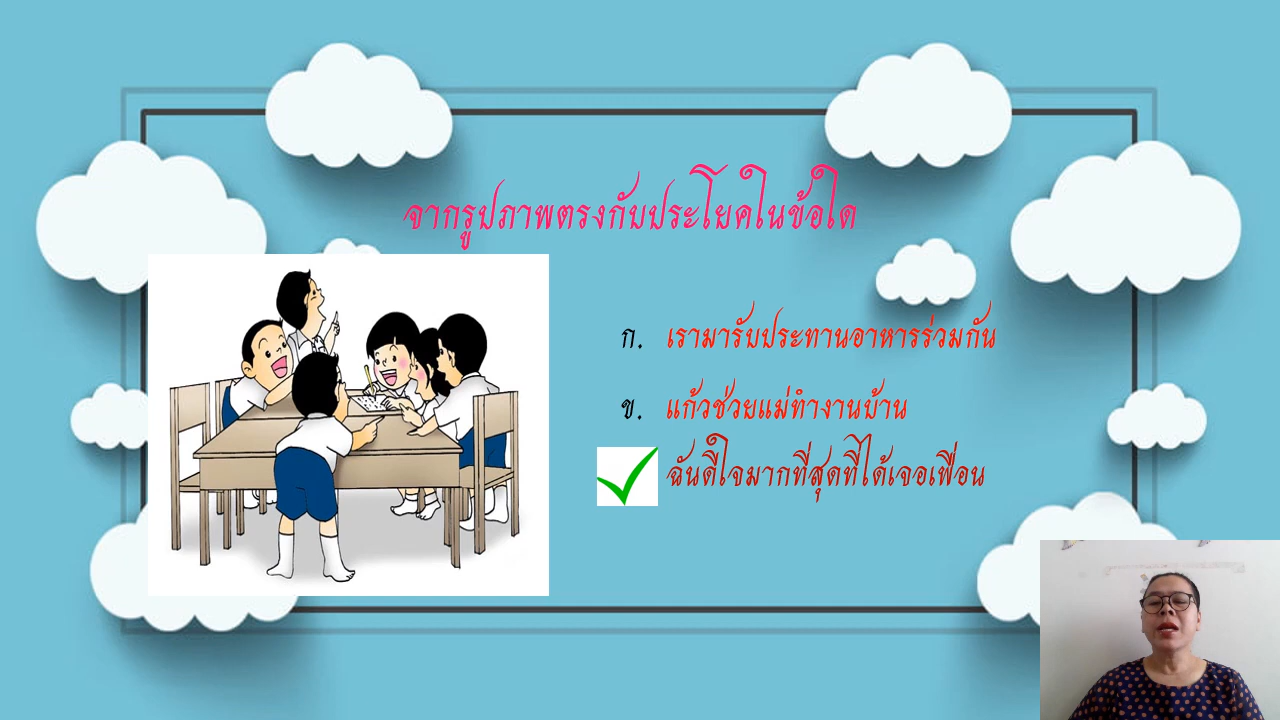 จากรูปภาพตรงกับประโยคในข้อใด
ก. เรามารับประทานอาหารร่วมกัน
ข. แก้วช่วยแม่ทำงานบ้าน
ฉันดีใจมากที่สุดที่ได้เจอเพื่อน